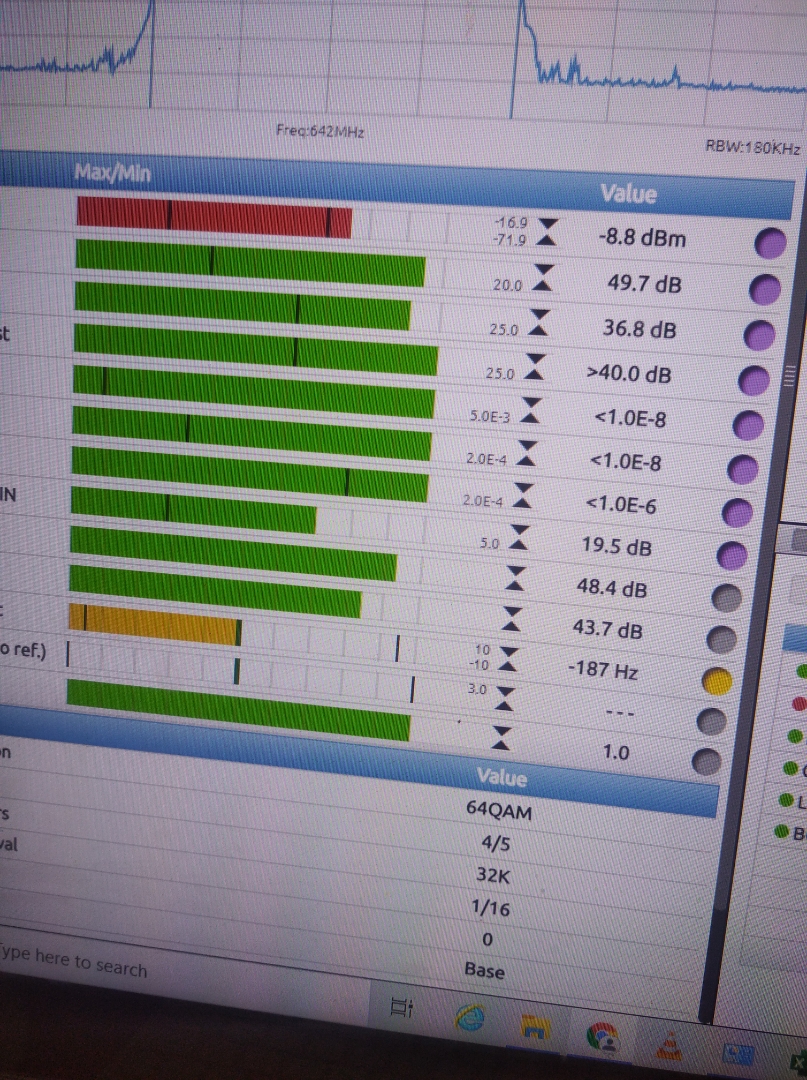 Freq:642MHz
RBW:180KHz
Max/Min Value
-16.9
-71.9
-8.8 dBm
20.0 49.7 dB
25.0 36.8 dB
st 25.0 >40.0 dB
5.0E-3 <1.0E-8
2.0E-4 <1.0E-8
2.0E-4 <1.0E-6
IN 5.0 19.5 dB
48.4 dB
43.7 dB
10
-10
-187 Hz
o ref.) 3.0 ---
1.0
Value
on 64QAM
4/5
rs 32K
val 1/16
0
Base
Type here to search